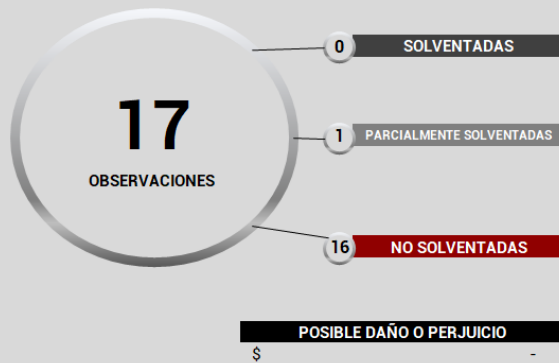 17
OBSERVACIONES
0 SOLVENTADAS
1 PARCIALMENTE SOLVENTADAS
16 NO SOLVENTADAS
POSIBLE DAÑO O PERJUICIO
$ -